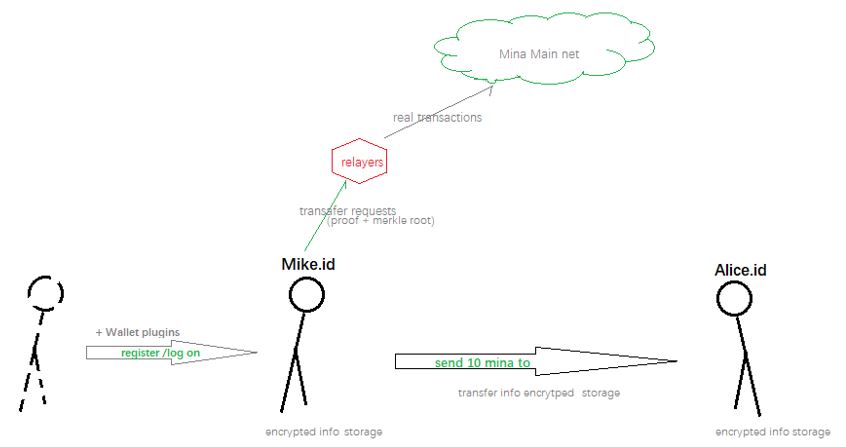 Mina Main net
real transactions
relayers
transafer requests
(proof + merkle root)
Mike.id
Alice.id
+ Wallet plugins
register /log on
send 10 mina to
transfer info encrytped storage
encrypted info storage
encrypted info storage